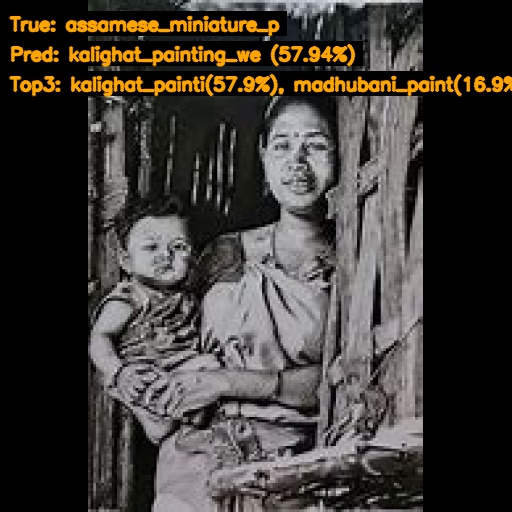 True: assamese_miniature_p
Pred: kalighat_painting_we (57.94%)
Top3: kalighat_painti(57.9%), madhubani_paint(16.9%